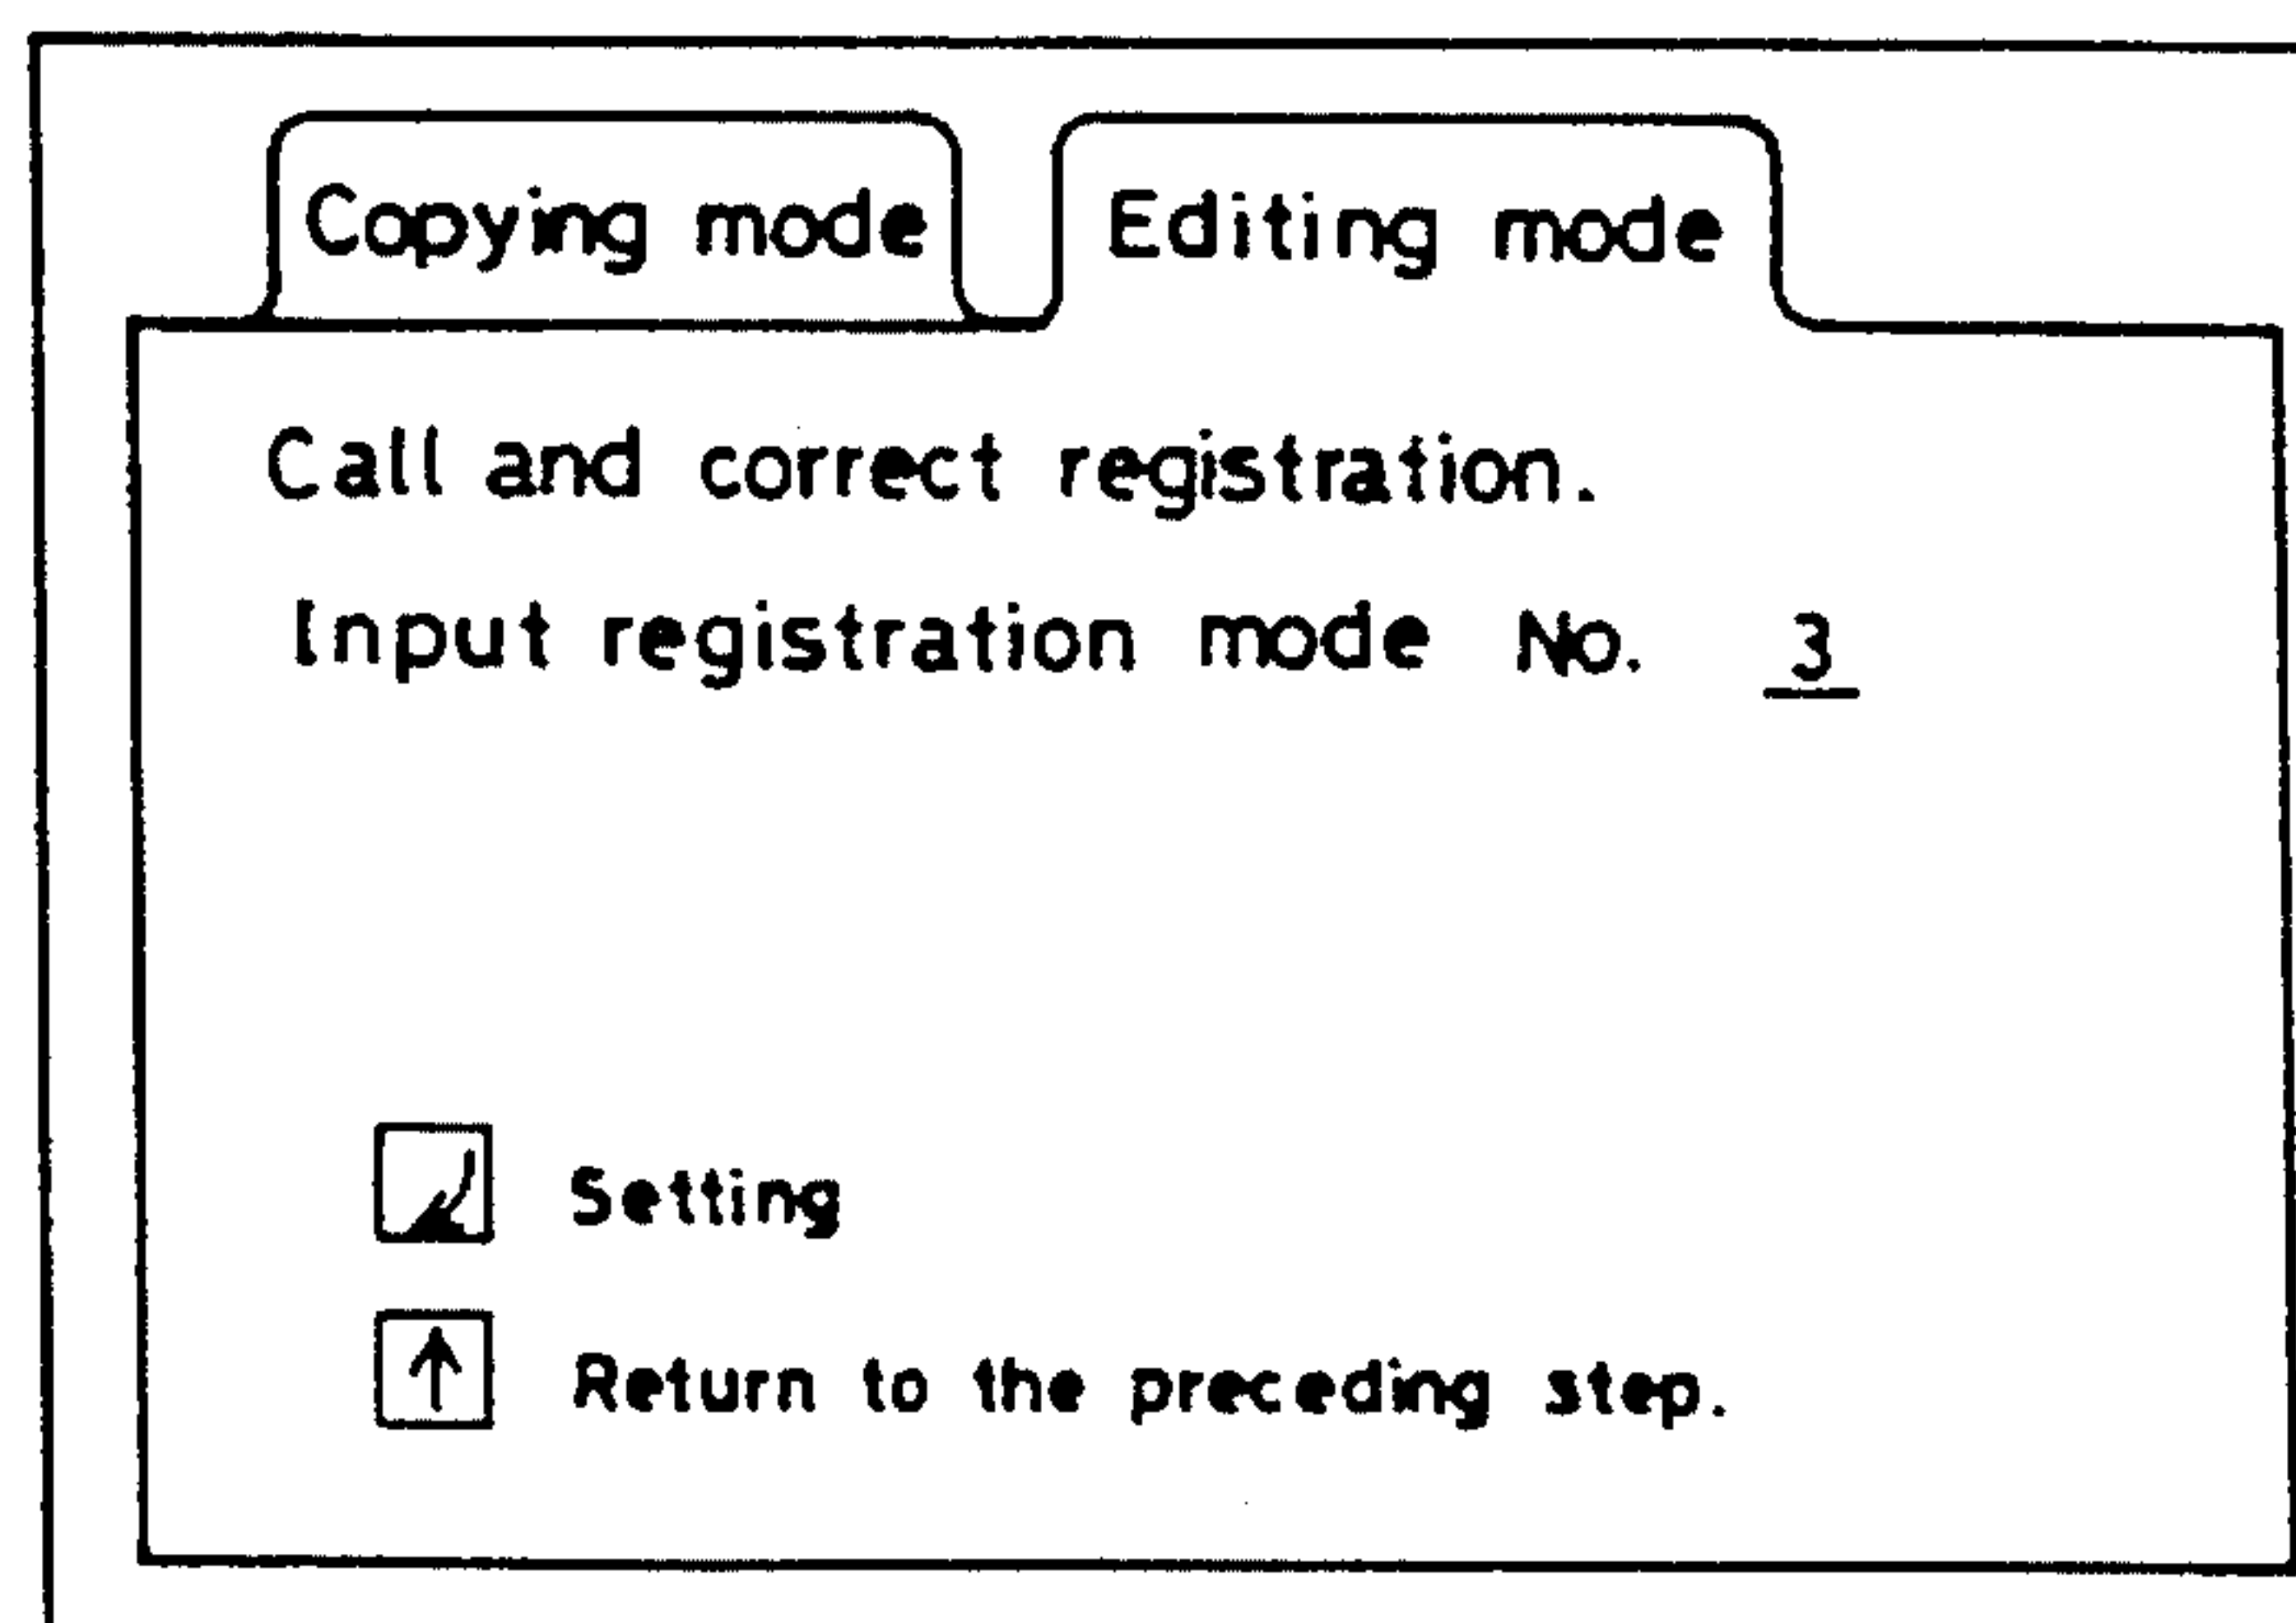 Copying mode Editing mode
Call and correct registration.
Input registration mode No. 3
Setting
Return to the preceding step.